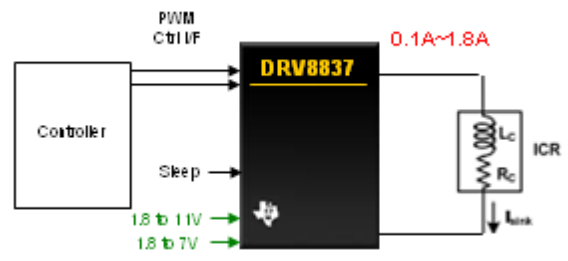 PWM
Ctrl I/F
0.1A~1.8A
DRV8837
Controller
LC
ICR
RC
Sleep
Isink
1.8 to 11V
1.8 to 7V